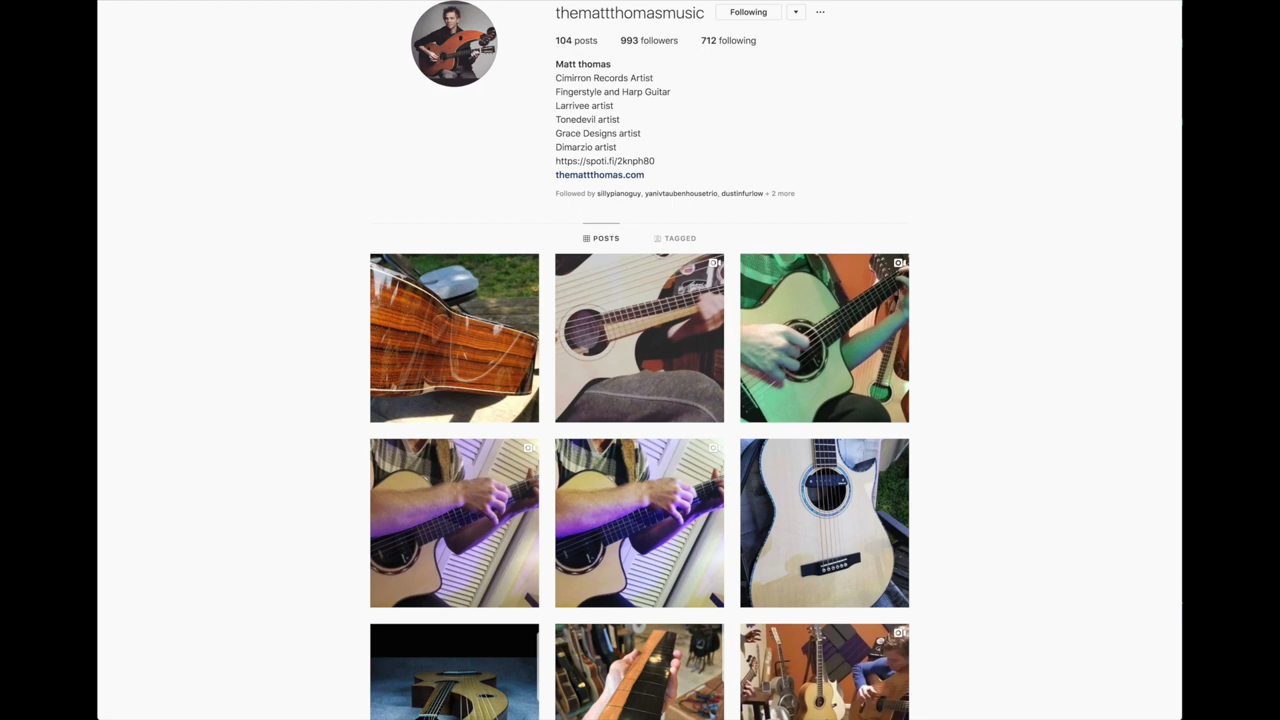 themattthomasmusic Following
104 posts 993 followers 712 following
Matt thomas
Cimirron Records Artist
Fingerstyle and Harp Guitar
Larrivee artist
Tonedevil artist
Grace Designs artist
Dimarzio artist
https://spoti.fi/2knph80
themattthomas.com
Followed by sillypianoguy, yanivtaubenhousetrio, dustinfurlow + 2 more
POSTS TAGGED